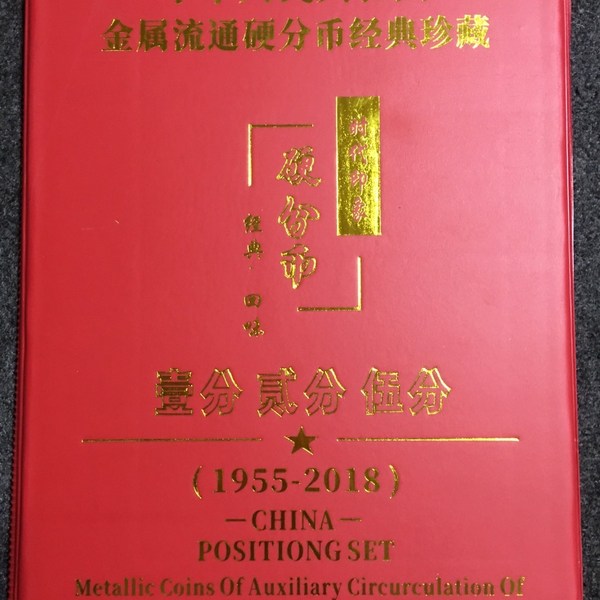 金属流通硬分币经典珍藏
时代印象
硬分币
经典·回味
壹分 贰分 伍分
(1955-2018)
—CHINA—
POSITIONG SET
Metallic Coins Of Auxiliary Circurculation Of